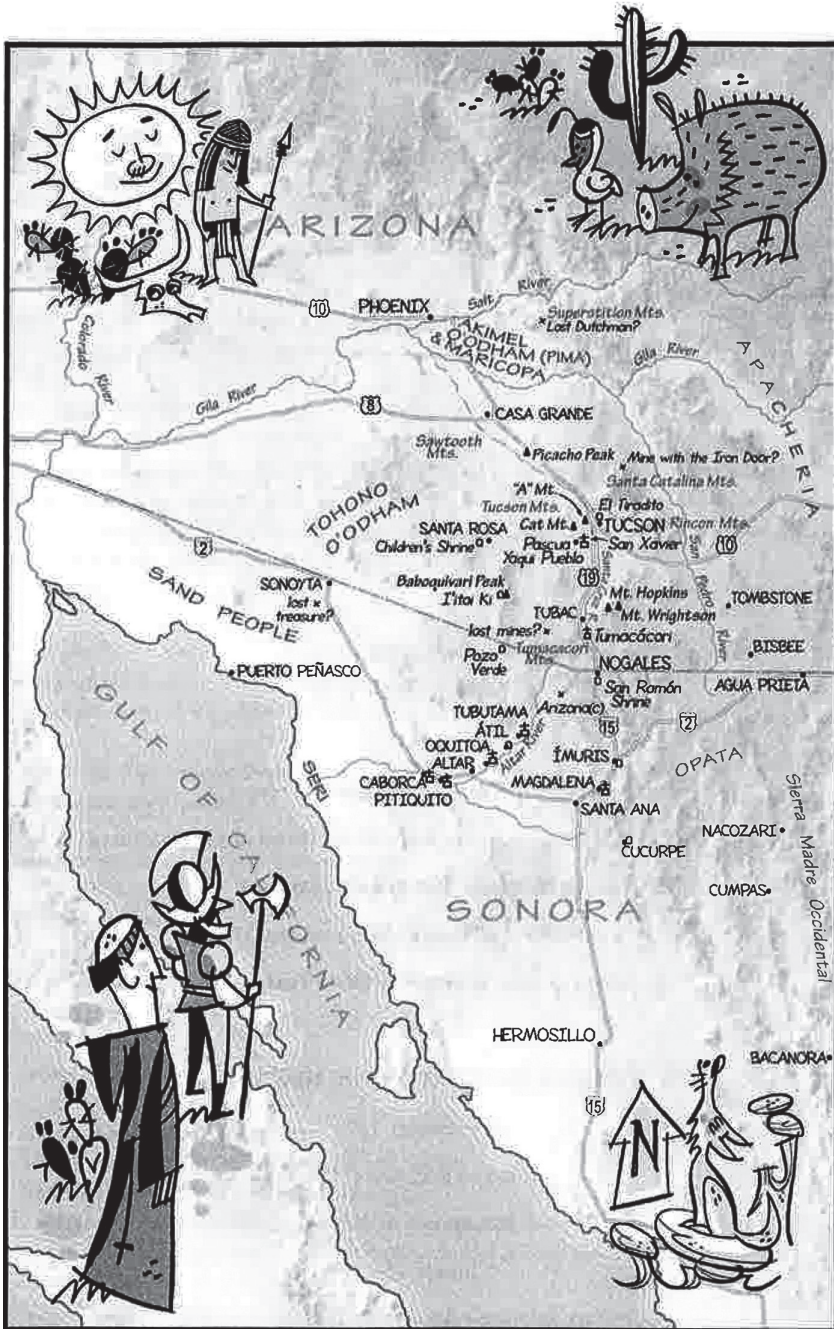 ARIZONA
10
PHOENIX
Salt River
Superstition Mts.
Lost Dutchman?
AKIMEL
O'ODHAM (PIMA)
& MARICOPA
Colorado River
Gila River
Gila River
APACHERIA
8
CASA GRANDE
Sawtooth
Mts.
Picacho Peak
Mine with the Iron Door?
Santa Catalina Mts.
"A" Mt.
El Tiradito
Tucson Mts.
TUCSON
Rincon Mts.
TOHONO
O'ODHAM
Cat Mt.
SANTA ROSA
Children's Shrine
Pascua
Yaqui Pueblo
San Xavier
10
2
19
Santa
San Pedro River
SAND PEOPLE
SONOYTA
lost
treasure?
Baboquivari Peak
I'itoi Ki
Mt. Hopkins
Mt. Wrightson
TOMBSTONE
TUBAC
Tumacácori
lost mines?
Tumacacori
Mts.
BISBEE
Pozo
Verde
NOGALES
PUERTO PEÑASCO
AGUA PRIETA
San Ramón
Shrine
Arizona(c)
TUBUTAMA
15
2
ÁTIL
Altar River
OQUITOA
ALTAR
ÍMURIS
OPATA
GULF OF CALIFORNIA
SERI
CABORCA
PITIQUITO
MAGDALENA
SANTA ANA
Sierra Madre Occidental
NACOZARI
CUCURPE
CUMPAS
SONORA
HERMOSILLO
BACANORA
15
N